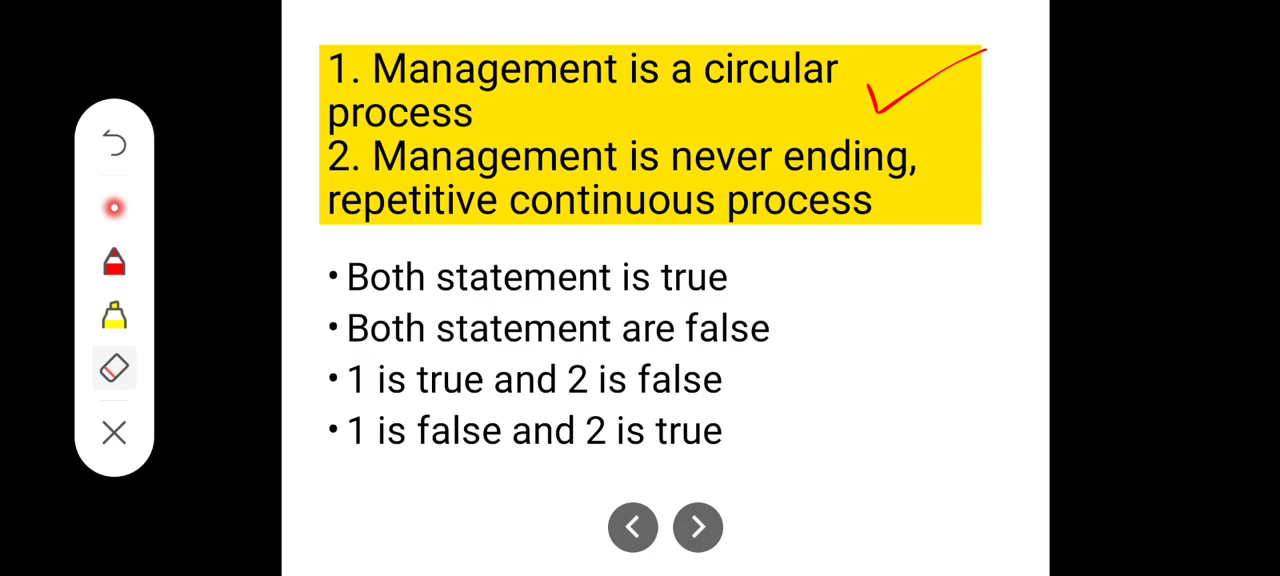 1. Management is a circular
process
2. Management is never ending,
repetitive continuous process
• Both statement is true
• Both statement are false
• 1 is true and 2 is false
• 1 is false and 2 is true